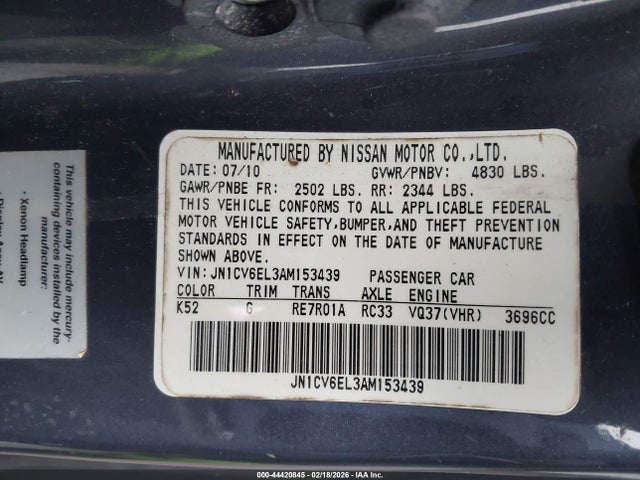 MANUFACTURED BY NISSAN MOTOR CO.,LTD.
DATE: 07/10 GVWR/PNBV: 4830 LBS.
GAWR/PNBE FR: 2502 LBS. RR: 2344 LBS.
THIS VEHICLE CONFORMS TO ALL APPLICABLE FEDERAL
MOTOR VEHICLE SAFETY,BUMPER,AND THEFT PREVENTION
STANDARDS IN EFFECT ON THE DATE OF MANUFACTURE
SHOWN ABOVE.
VIN: JN1CV6EL3AM153439 PASSENGER CAR
COLOR TRIM TRANS AXLE ENGINE
K52 G RE7R01A RC33 VQ37(VHR) 3696CC
JN1CV6EL3AM153439
This vehicle may include mercury-
containing devices installed by the
manufacturer:
• Xenon Headlamp
000-44420845 - 02/18/2026 - IAA Inc.